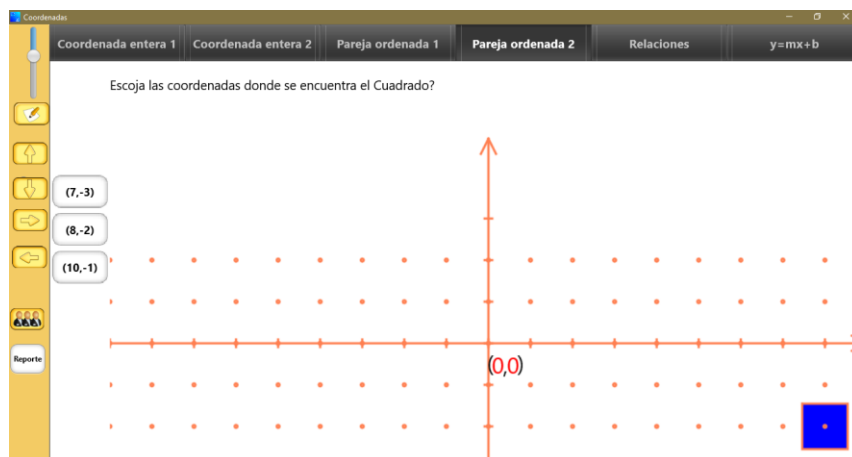 Coordenadas
Coordenada entera 1 Coordenada entera 2 Pareja ordenada 1 Pareja ordenada 2 Relaciones y=mx+b
Escoja las coordenadas donde se encuentra el Cuadrado?
(7,-3)
(8,-2)
(10,-1)
(0,0)
Reporte